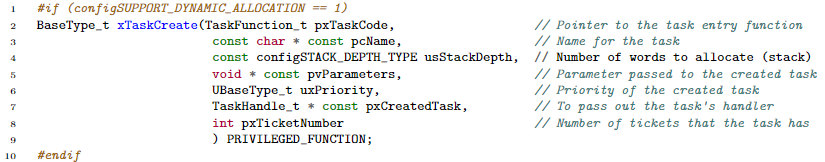 1 #if (configSUPPORT_DYNAMIC_ALLOCATION == 1)
2 BaseType_t xTaskCreate(TaskFunction_t pxTaskCode, // Pointer to the task entry function
3 const char * const pcName, // Name for the task
4 const configSTACK_DEPTH_TYPE usStackDepth, // Number of words to allocate (stack)
5 void * const pvParameters, // Parameter passed to the created task
6 UBaseType_t uxPriority, // Priority of the created task
7 TaskHandle_t * const pxCreatedTask, // To pass out the task's handler
8 int pxTicketNumber // Number of tickets that the task has
9 ) PRIVILEGED_FUNCTION;
10 #endif